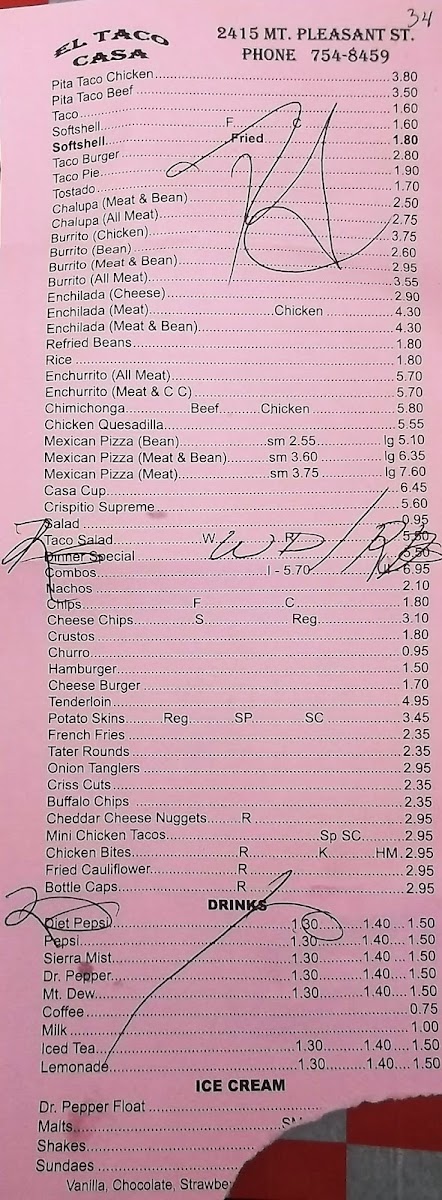 34
EL TACO CASA
2415 MT. PLEASANT ST.
PHONE 754-8459
Pita Taco Chicken 3.80
Pita Taco Beef 3.50
Taco 1.60
Softshell F C 1.60
Softshell Fried 1.80
Taco Burger 2.80
Taco Pie 1.90
Tostado 1.70
Chalupa (Meat & Bean) 2.50
Chalupa (All Meat) 2.75
Burrito (Chicken) 3.75
Burrito (Bean) 2.60
Burrito (Meat & Bean) 2.95
Burrito (All Meat) 3.55
Enchilada (Cheese) 2.90
Enchilada (Meat) Chicken 4.30
Enchilada (Meat & Bean) 4.30
Refried Beans 1.80
Rice 1.80
Enchurrito (All Meat) 5.70
Enchurrito (Meat & C C) 5.70
Chimichonga Beef Chicken 5.80
Chicken Quesadilla 5.55
Mexican Pizza (Bean) sm 2.55 lg 5.10
Mexican Pizza (Meat & Bean) sm 3.60 lg 6.35
Mexican Pizza (Meat) sm 3.75 lg 7.60
Casa Cup 6.45
Crispitio Supreme 5.60
Salad 0.95
Taco Salad W R
Dinner Special
Combos I - 5.70 6.95
Nachos 2.10
Chips F C 1.80
Cheese Chips S Reg. 3.10
Crustos 1.80
Churro 0.95
Hamburger 1.50
Cheese Burger 1.70
Tenderloin 4.95
Potato Skins Reg SP SC 3.45
French Fries 2.35
Tater Rounds 2.35
Onion Tanglers 2.95
Criss Cuts 2.35
Buffalo Chips 2.35
Cheddar Cheese Nuggets R 2.95
Mini Chicken Tacos Sp SC 2.95
Chicken Bites R K HM 2.95
Fried Cauliflower R 2.95
Bottle Caps R 2.95
DRINKS
2
Diet Pepsi 1.30 1.40 1.50
Pepsi 1.30 1.40 1.50
Sierra Mist 1.30 1.40 1.50
Dr. Pepper 1.30 1.40 1.50
Mt. Dew 1.30 1.40 1.50
Coffee 0.75
Milk 1.00
Iced Tea 1.30 1.40 1.50
Lemonade 1.30 1.40 1.50
ICE CREAM
Dr. Pepper Float
Malts
Shakes
Sundaes
Vanilla, Chocolate,